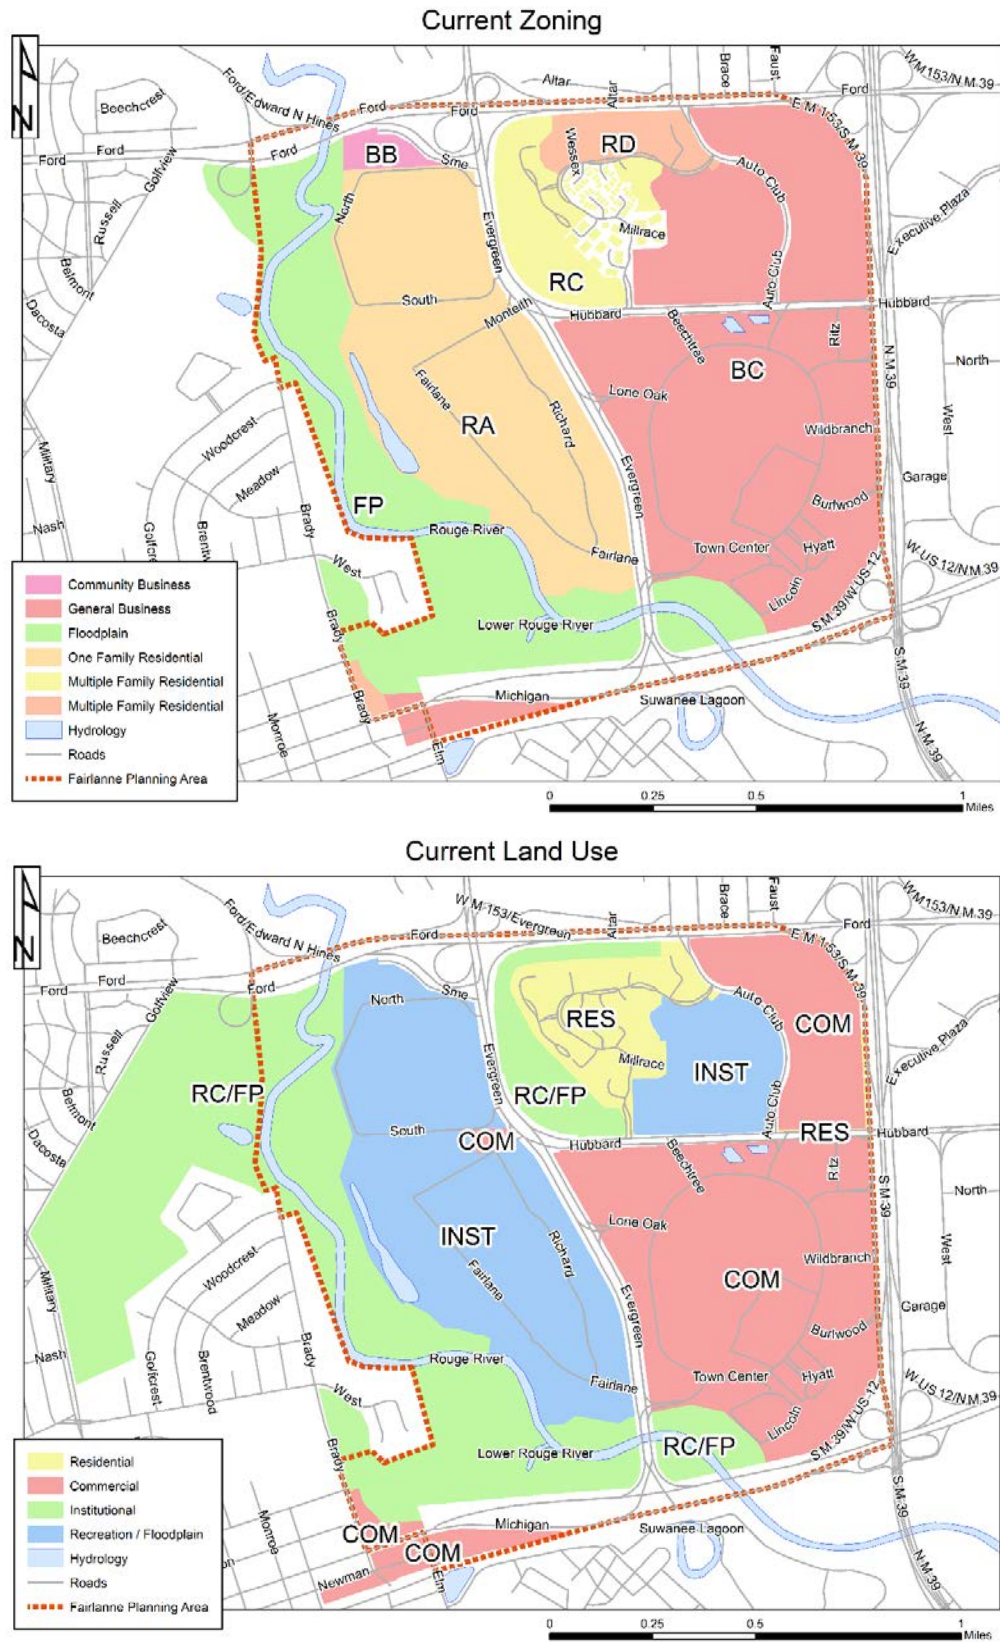 Current Zoning
N
Ford/Edward N Hines
Beechcrest
Altar
Altar
Brace
Faust
WM153/N M.39
Ford
Ford
Ford
Ford
Ford
Ford
E M 153/S M.39
Golfview
BB
Sme
RD
Wessex
Auto Club
North
Russell
Evergreen
Millrace
Executive Plaza
Belmont
RC
Auto Club
Dacosta
South
Monteith
Hubbard
Hubbard
Beechtree
Ritz
N M.39
North
BC
Fairlane
Lone Oak
RA
Richard
West
Woodcrest
Wildbranch
Military
Meadow
Evergreen
Garage
Burlwood
FP
Brady
Nash
Golfcres
Brentw
Rouge River
Town Center
Hyatt
West
Fairlane
W-US 12/N M.39
Lincoln
S M.39/W-US-12
Community Business
General Business
Floodplain
One Family Residential
Multiple Family Residential
Multiple Family Residential
Hydrology
Roads
Fairlanne Planning Area
Brady
Lower Rouge River
S M.39
Michigan
Suwanee Lagoon
Brady
Monroe
Elm
N-M.39
0
0.25
0.5
1
Miles
Current Land Use
N
Ford/Edward N Hines
W M-153/Evergreen
Beechcrest
Altar
Brace
Faust
WM153/N M.39
Ford
Ford
E M 153/S M.39
Ford
Ford
Ford
Golfview
North
Sme
Auto Club
RES
COM
Russell
Evergreen
Millrace
INST
Executive Plaza
RC/FP
RC/FP
Belmont
Auto Club
Dacosta
South
COM
Hubbard
RES
Hubbard
Beechtree
Ritz
S M.39
North
INST
Lone Oak
Richard
West
Woodcrest
Fairlane
Wildbranch
COM
Military
Meadow
Evergreen
Garage
Burlwood
Brady
Nash
Golfcrest
Brentwood
Rouge River
Town Center
Hyatt
West
Fairlane
W-US 12/N M.39
Lincoln
S M.39/W-US-12
Residential
Commercial
Institutional
Recreation / Floodplain
Hydrology
Roads
Fairlanne Planning Area
Brady
Lower Rouge River
RC/FP
S M.39
Monroe
COM
COM
Michigan
Suwanee Lagoon
on
Newman
Elm
N-M.39
0
0.25
0.5
1
Miles